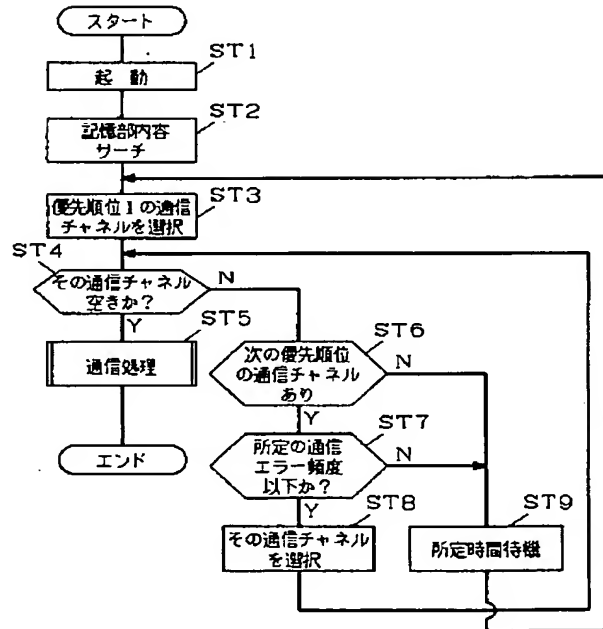 スタート
ST1
起動
ST2
記憶部内容
サーチ
ST3
優先順位1の通信
チャネルを選択
ST4
その通信チャネル
空きか?
N
Y
ST5
通信処理
エンド
ST6
次の優先順位
の通信チャネル
あり
N
Y
ST7
所定の通信
エラー頻度
以下か?
N
Y
ST8
その通信チャネル
を選択
ST9
所定時間待機